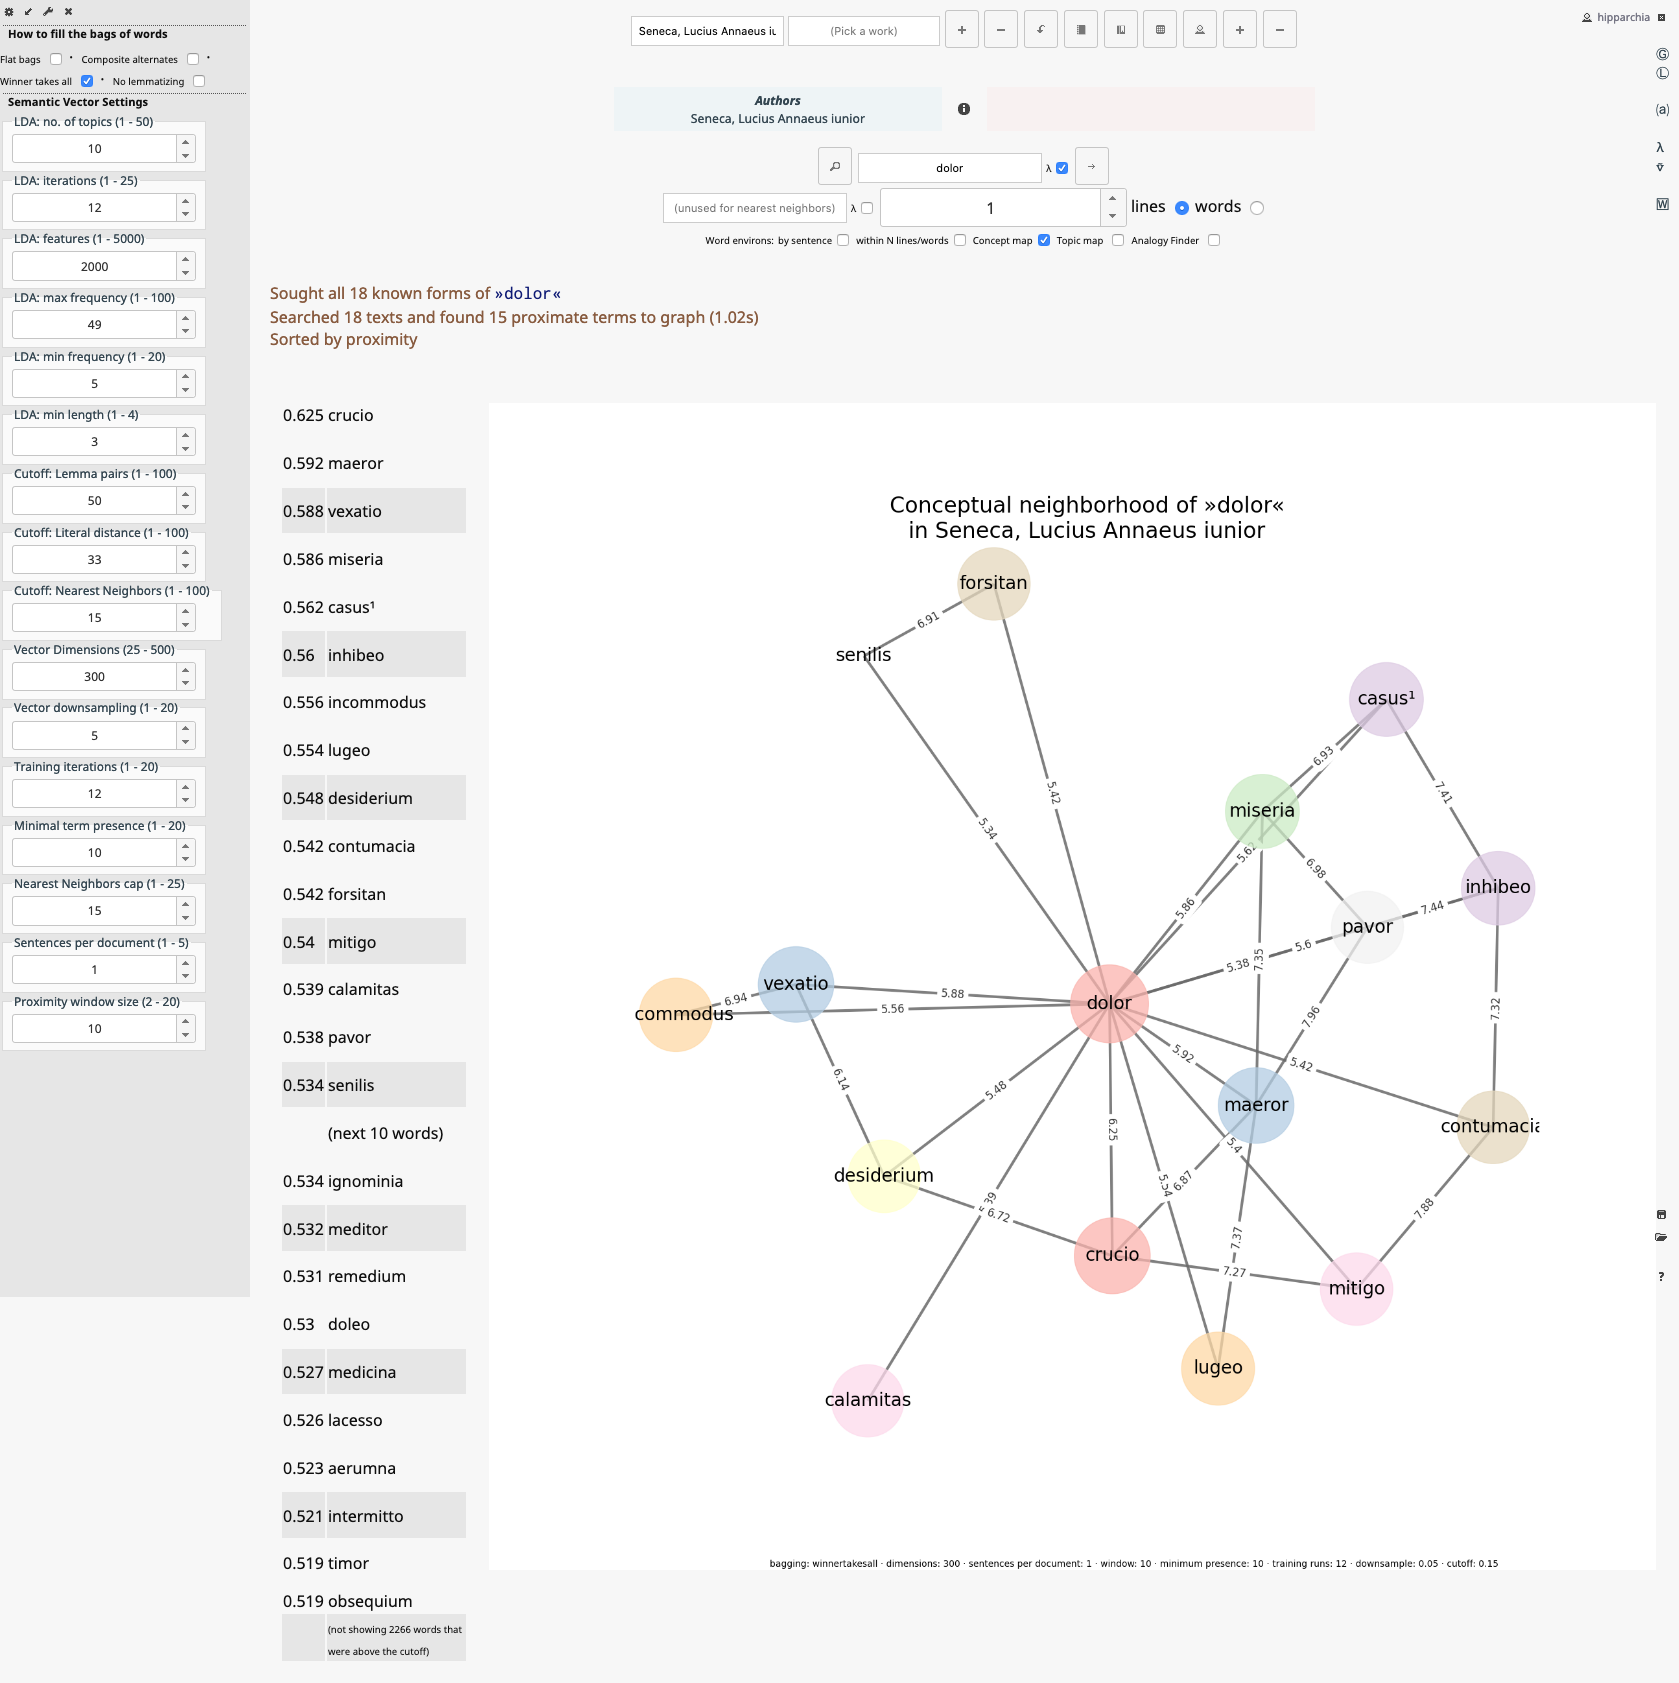 How to fill the bags of words
Flat bags
Composite alternates
Winner takes all
No lemmatizing
Semantic Vector Settings
LDA: no. of topics (1 - 50)
10
LDA: iterations (1 - 25)
12
LDA: features (1 - 5000)
2000
LDA: max frequency (1 - 100)
49
LDA: min frequency (1 - 20)
5
LDA: min length (1 - 4)
3
Cutoff: Lemma pairs (1 - 100)
50
Cutoff: Literal distance (1 - 100)
33
Cutoff: Nearest Neighbors (1 - 100)
15
Vector Dimensions (25 - 500)
300
Vector downsampling (1 - 20)
5
Training iterations (1 - 20)
12
Minimal term presence (1 - 20)
10
Nearest Neighbors cap (1 - 25)
15
Sentences per document (1 - 5)
1
Proximity window size (2 - 20)
10
Seneca, Lucius Annaeus iu
(Pick a work)
hipparchia
Authors
Seneca, Lucius Annaeus iunior
dolor
λ
(unused for nearest neighbors)
λ
1
lines
words
Word environs: by sentence
within N lines/words
Concept map
Topic map
Analogy Finder
G
L
(a)
λ
v̄
W
?
Sought all 18 known forms of »dolor«
Searched 18 texts and found 15 proximate terms to graph (1.02s)
Sorted by proximity
0.625 crucio
0.592 maeror
0.588 vexatio
0.586 miseria
0.562 casus¹
0.56 inhibeo
0.556 incommodus
0.554 lugeo
0.548 desiderium
0.542 contumacia
0.542 forsitan
0.54 mitigo
0.539 calamitas
0.538 pavor
0.534 senilis
(next 10 words)
0.534 ignominia
0.532 meditor
0.531 remedium
0.53 doleo
0.527 medicina
0.526 lacesso
0.523 aerumna
0.521 intermitto
0.519 timor
0.519 obsequium
(not showing 2266 words that
were above the cutoff)
Conceptual neighborhood of »dolor«
in Seneca, Lucius Annaeus iunior
forsitan
6.91
senilis
casus¹
6.93
5.42
7.41
miseria
5.34
5.62
6.98
inhibeo
5.86
7.44
pavor
5.6
5.38
7.35
vexatio
5.88
6.94
dolor
commodus
5.56
7.32
7.96
5.92
5.42
6.14
5.48
maeror
6.25
contumacia
5.4
desiderium
6.87
5.54
39
6.72
7.88
7.37
crucio
7.27
mitigo
lugeo
calamitas
bagging: winnertakesall · dimensions: 300 · sentences per document: 1 · window: 10 · minimum presence: 10 · training runs: 12 · downsample: 0.05 · cutoff: 0.15